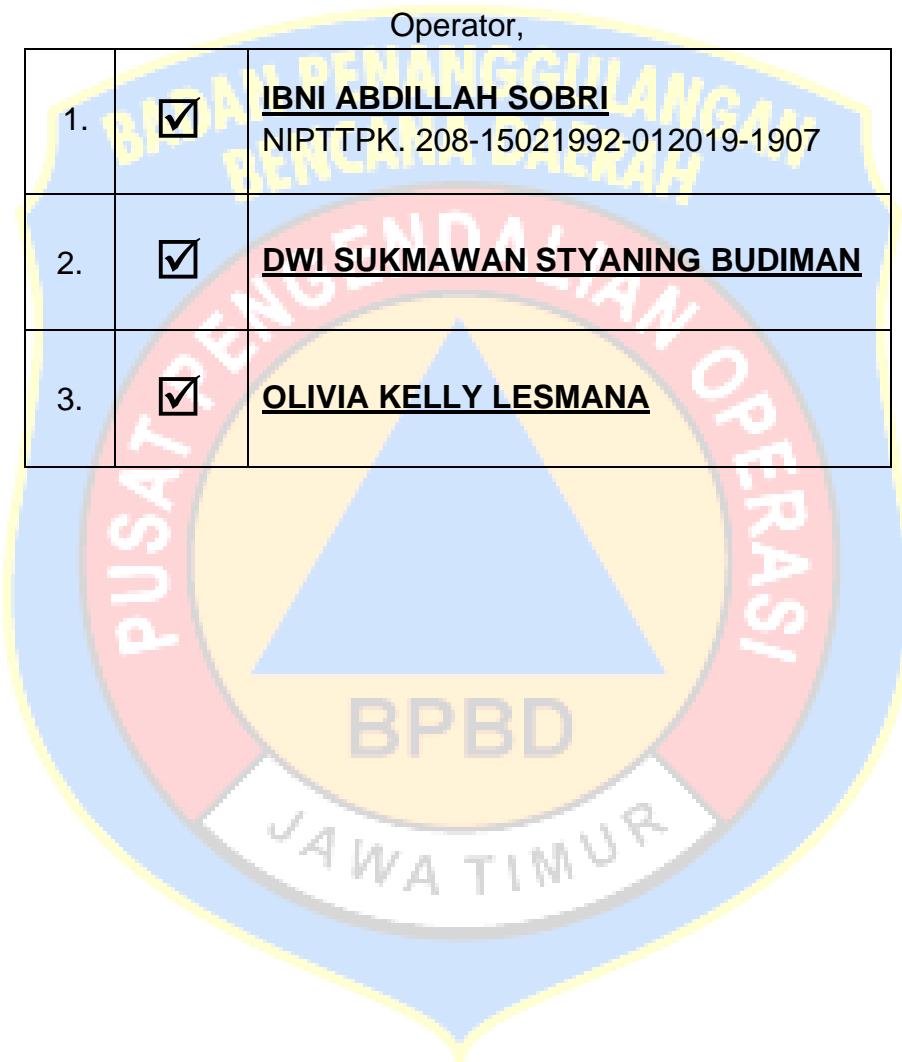 Operator,
1. ☑ IBNI ABDILLAH SOBRI
NIPTTPK. 208-15021992-012019-1907
2. ☑ DWI SUKMAWAN STYANING BUDIMAN
3. ☑ OLIVIA KELLY LESMANA
BADAN PENANGGULANGAN
BENCANA DAERAH
PUSAT PENGENDALIAN OPERASI
BPBD
JAWA TIMUR